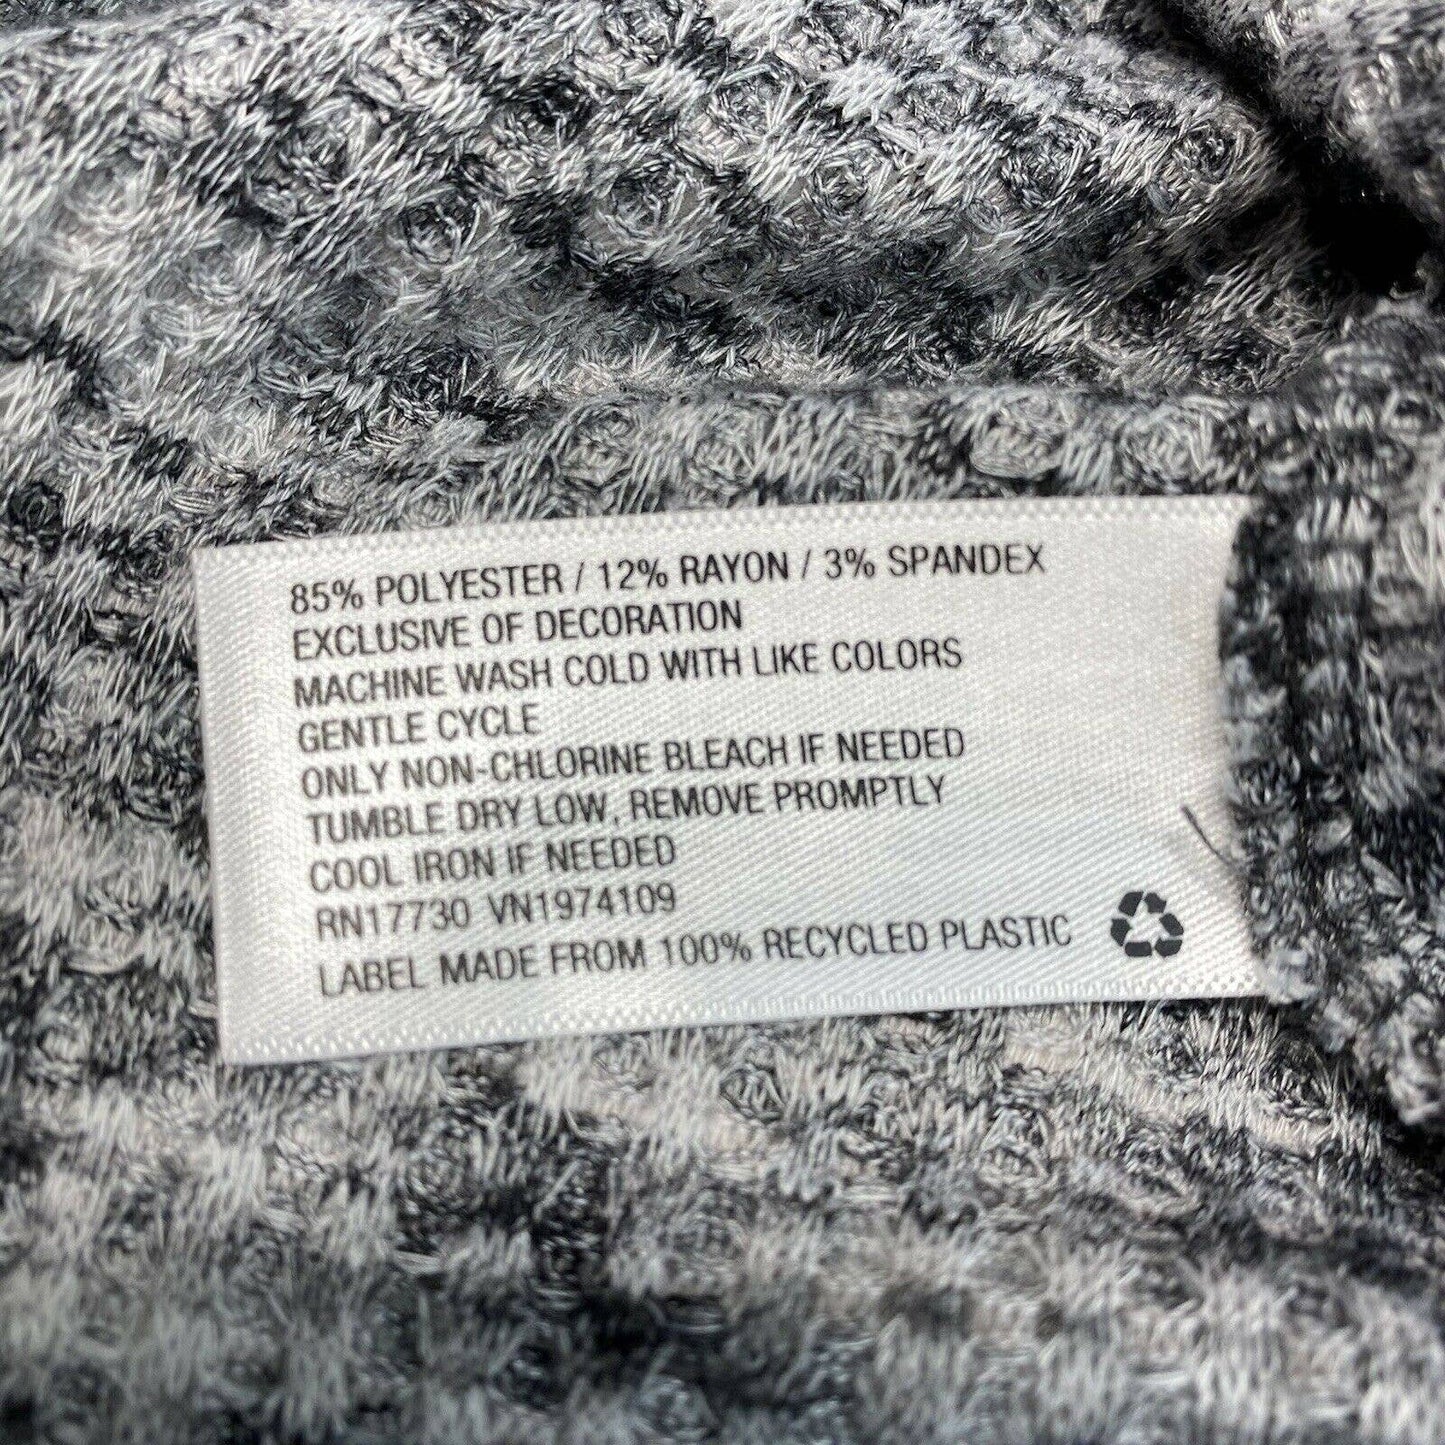 85% POLYESTER / 12% RAYON / 3% SPANDEX
EXCLUSIVE OF DECORATION
MACHINE WASH COLD WITH LIKE COLORS
GENTLE CYCLE
ONLY NON-CHLORINE BLEACH IF NEEDED
TUMBLE DRY LOW, REMOVE PROMPTLY
COOL IRON IF NEEDED
RN17730 VN1974109
LABEL MADE FROM 100% RECYCLED PLASTIC